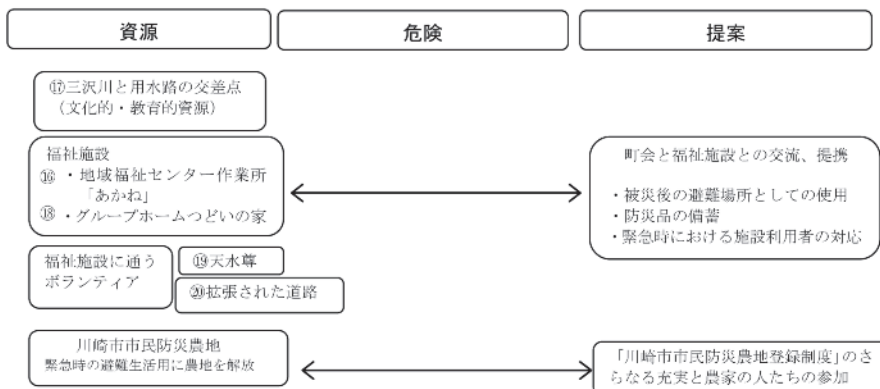 資源
危険
提案
⑰三沢川と用水路の交差点
（文化的・教育的資源）
福祉施設
⑯ ・地域福祉センター作業所
「あかね」
⑱ ・グループホームつどいの家
町会と福祉施設との交流、提携
・被災後の避難場所としての使用
・防災品の備蓄
・緊急時における施設利用者の対応
福祉施設に通う
ボランティア
⑲天水尊
⑳拡張された道路
川崎市市民防災農地
緊急時の避難生活用に農地を解放
「川崎市市民防災農地登録制度」のさ
らなる充実と農家の人たちの参加